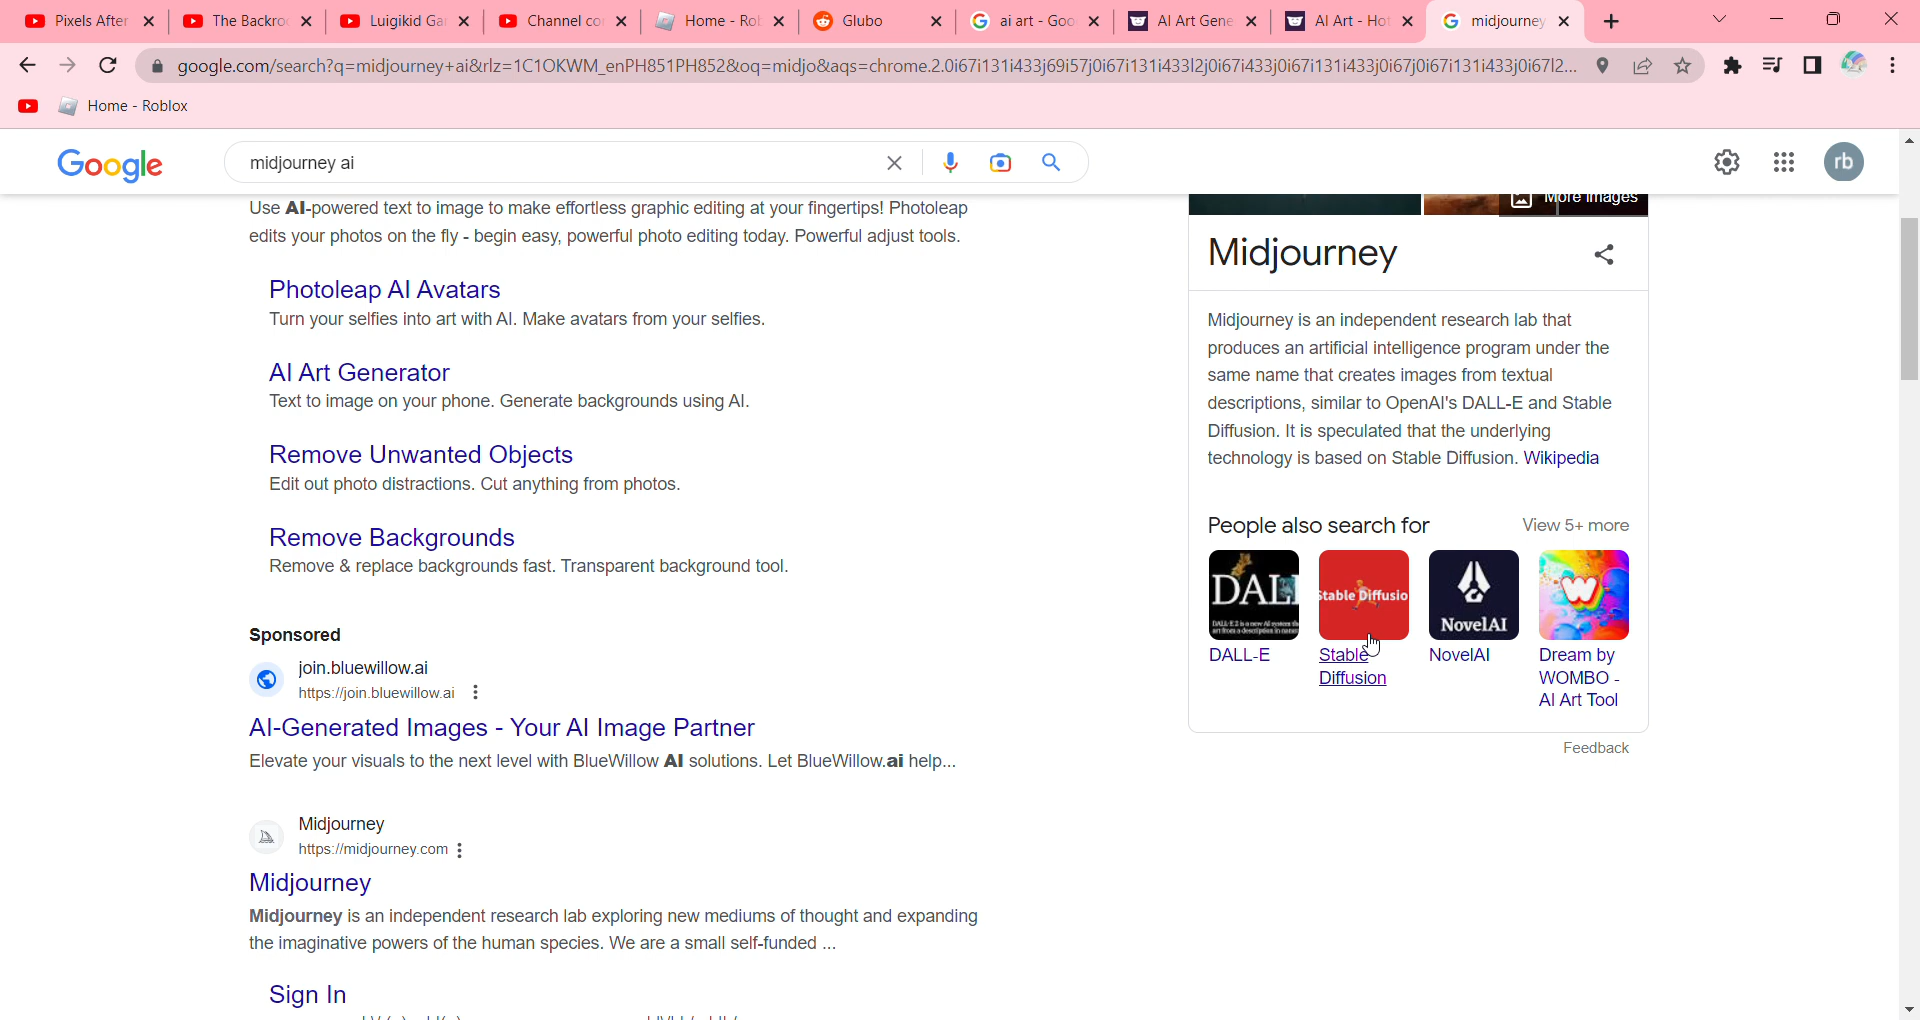 Pixels After
The Backro
Luigikid Ga
Channel co
Home - Ro
Glubo
ai art - Goo
AI Art Gene
AI Art - Hot
midjourney
google.com/search?q=midjourney+ai&rlz=1C1OKWM_enPH851PH852&oq=midjo&aqs=chrome.2.0i67i131i433j69i57j0i67i131i433l2j0i67i433j0i67i131i433j0i67j0i67i131i433j0i67l2...
Home - Roblox
Google
midjourney ai
rb
Use AI-powered text to image to make effortless graphic editing at your fingertips! Photoleap
edits your photos on the fly - begin easy, powerful photo editing today. Powerful adjust tools.
Photoleap AI Avatars
Turn your selfies into art with AI. Make avatars from your selfies.
AI Art Generator
Text to image on your phone. Generate backgrounds using AI.
Remove Unwanted Objects
Edit out photo distractions. Cut anything from photos.
Remove Backgrounds
Remove & replace backgrounds fast. Transparent background tool.
Sponsored
join.bluewillow.ai
https://join.bluewillow.ai
AI-Generated Images - Your AI Image Partner
Elevate your visuals to the next level with BlueWillow AI solutions. Let BlueWillow.ai help...
Midjourney
https://midjourney.com
Midjourney
Midjourney is an independent research lab exploring new mediums of thought and expanding
the imaginative powers of the human species. We are a small self-funded ...
Sign In
More images
Midjourney
Midjourney is an independent research lab that
produces an artificial intelligence program under the
same name that creates images from textual
descriptions, similar to OpenAI's DALL-E and Stable
Diffusion. It is speculated that the underlying
technology is based on Stable Diffusion. Wikipedia
People also search for
View 5+ more
DALL
Stable Diffusio
NovelAI
W
DALL-E
Stable
Diffusion
NovelAI
Dream by
WOMBO -
AI Art Tool
Feedback